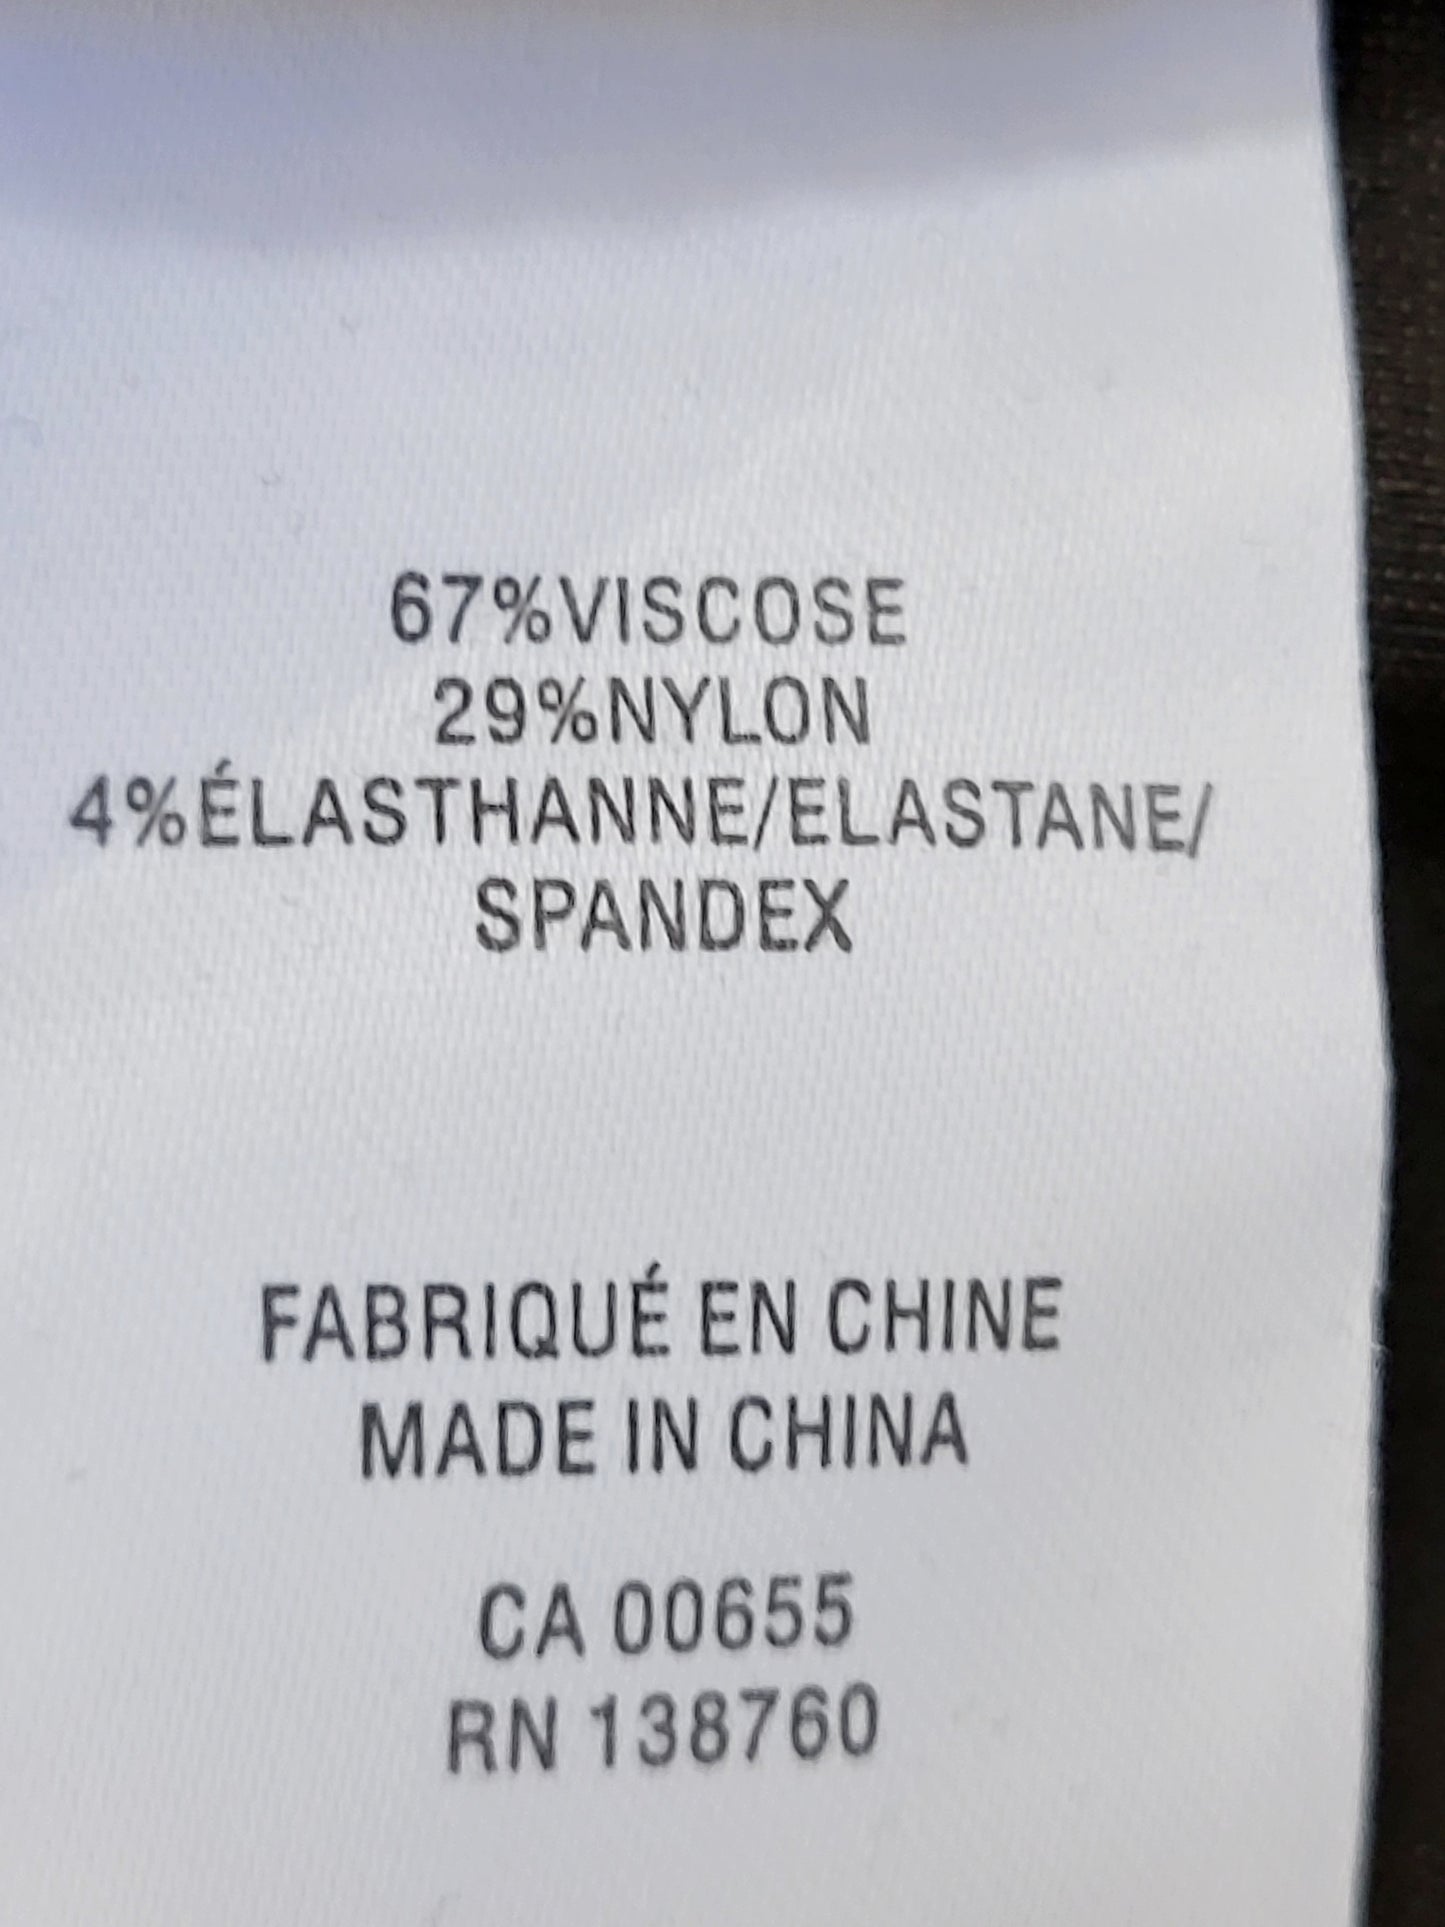 67%VISCOSE
29%NYLON
4%ÉLASTHANNE/ELASTANE/
SPANDEX
FABRIQUÉ EN CHINE
MADE IN CHINA
CA 00655
RN 138760